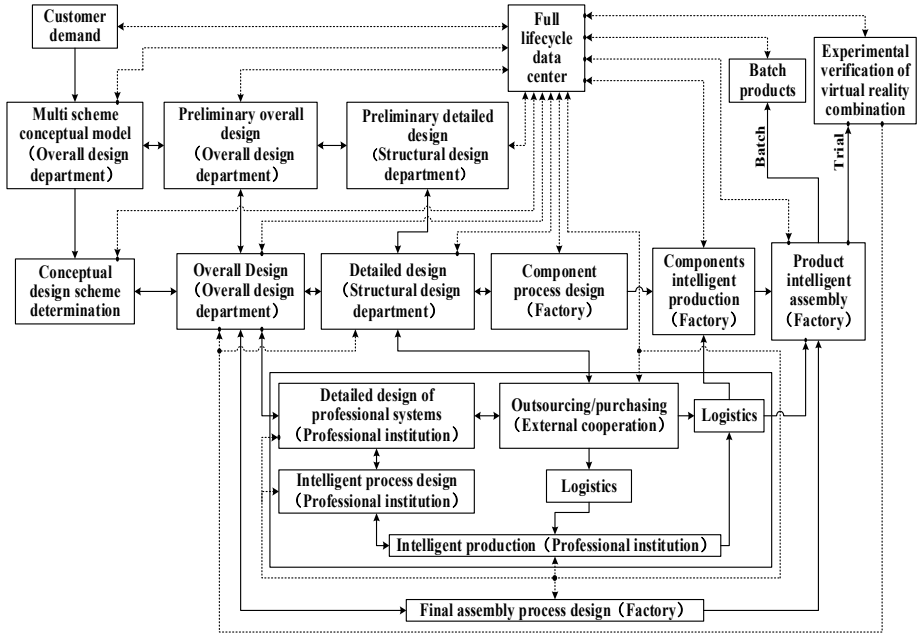 Customer
demand
Full
lifecycle
data
center
Batch
products
Experimental
verification of
virtual reality
combination
Multi scheme
conceptual model
(Overall design
department)
Preliminary overall
design
(Overall design
department)
Preliminary detailed
design
(Structural design
department)
Batch
Trial
Conceptual
design scheme
determination
Overall Design
(Overall design
department)
Detailed design
(Structural design
department)
Component
process design
(Factory)
Components
intelligent
production
(Factory)
Product
intelligent
assembly
(Factory)
Detailed design of
professional systems
(Professional institution)
Outsourcing/purchasing
(External cooperation)
Logistics
Intelligent process design
(Professional institution)
Logistics
Intelligent production (Professional institution)
Final assembly process design (Factory)